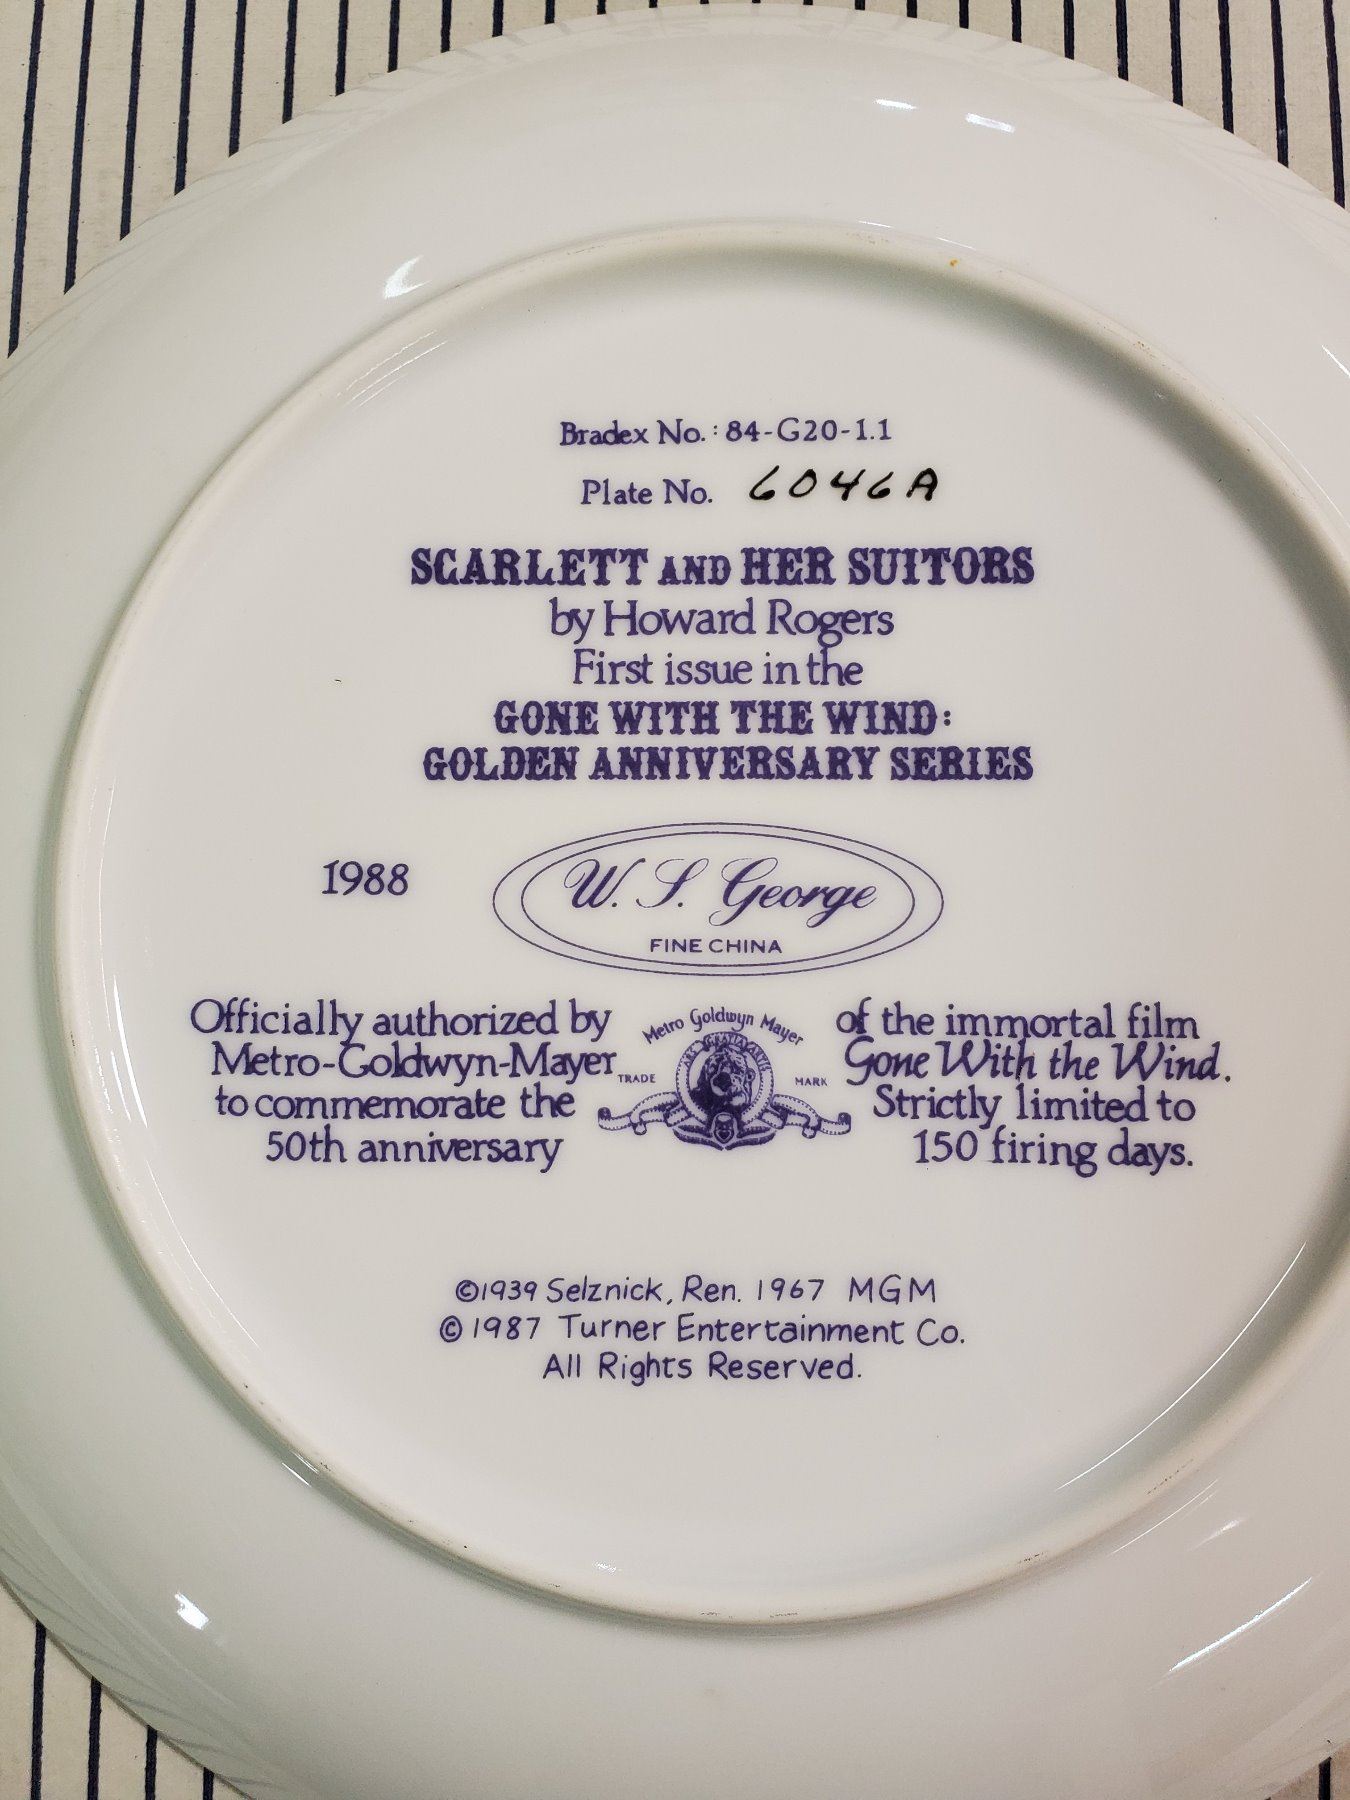 Bradex No.: 84-G20-1.1
Plate No. 6046A
SCARLETT AND HER SUITORS
by Howard Rogers
First issue in the
GONE WITH THE WIND:
GOLDEN ANNIVERSARY SERIES
1988
W. S. George
FINE CHINA
Officially authorized by
Metro-Goldwyn-Mayer
to commemorate the
50th anniversary
Metro Goldwyn Mayer
TRADE MARK
of the immortal film
Gone With the Wind.
Strictly limited to
150 firing days.
©1939 Selznick, Ren. 1967 MGM
©1987 Turner Entertainment Co.
All Rights Reserved.